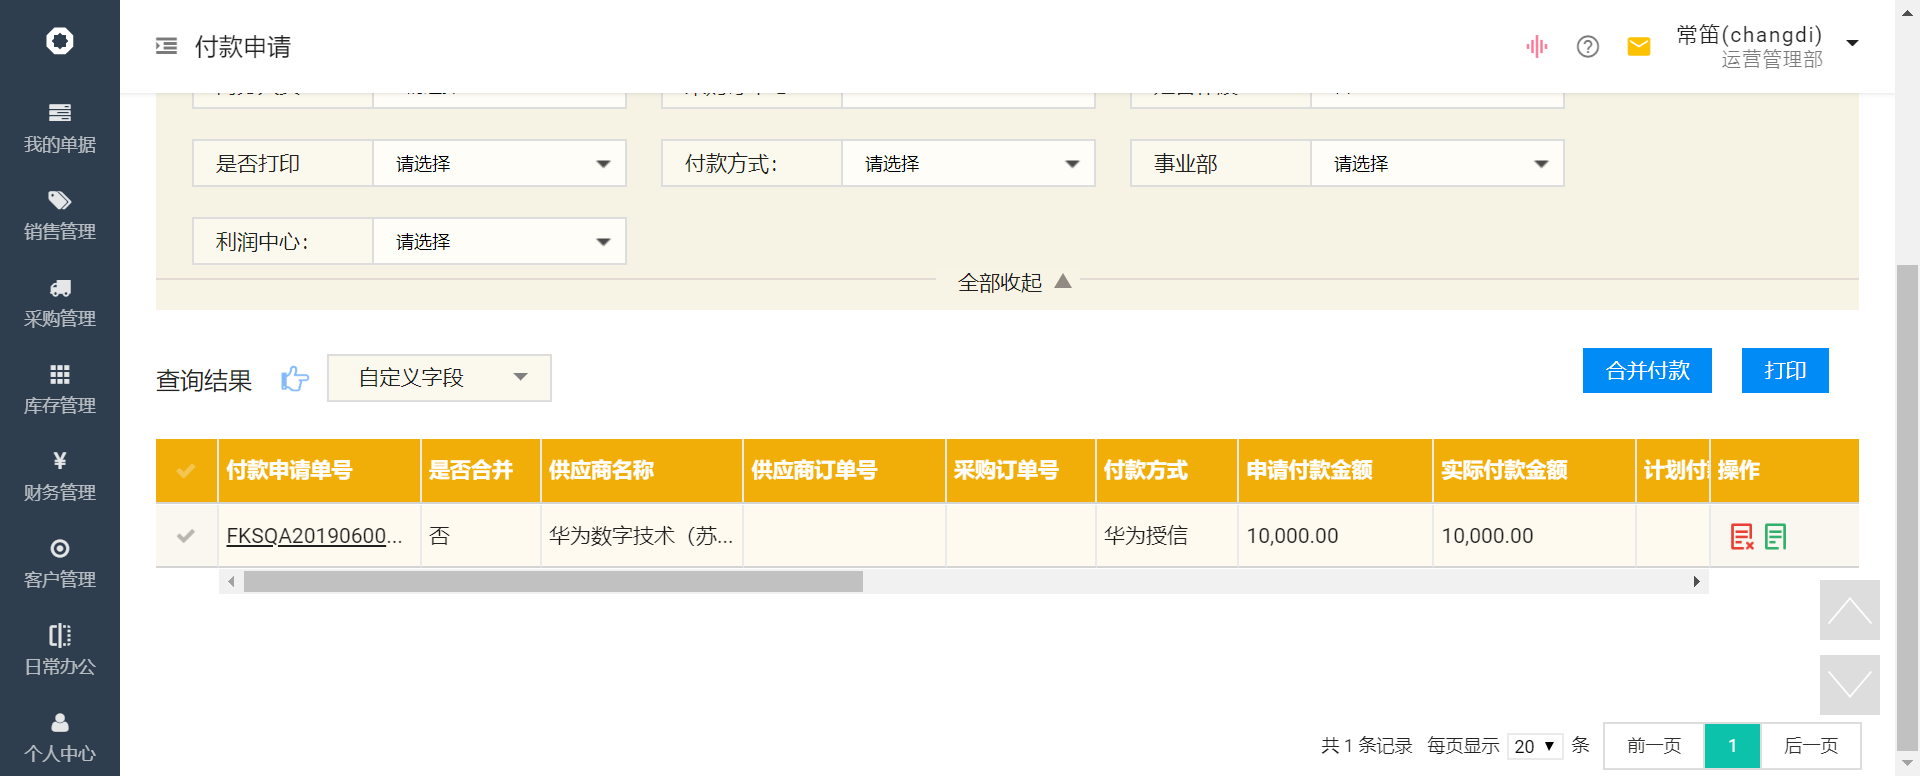 付款申请
常笛(changdi)
运营管理部
我的单据
销售管理
采购管理
库存管理
¥
财务管理
客户管理
日常办公
个人中心
是否打印 请选择 付款方式: 请选择 事业部 请选择
利润中心: 请选择
全部收起
查询结果 自定义字段 合并付款 打印
付款申请单号 是否合并 供应商名称 供应商订单号 采购订单号 付款方式 申请付款金额 实际付款金额 计划付 操作
FKSQA20190600... 否 华为数字技术（苏... 华为授信 10,000.00 10,000.00
共 1 条记录 每页显示 20 条 前一页 1 后一页